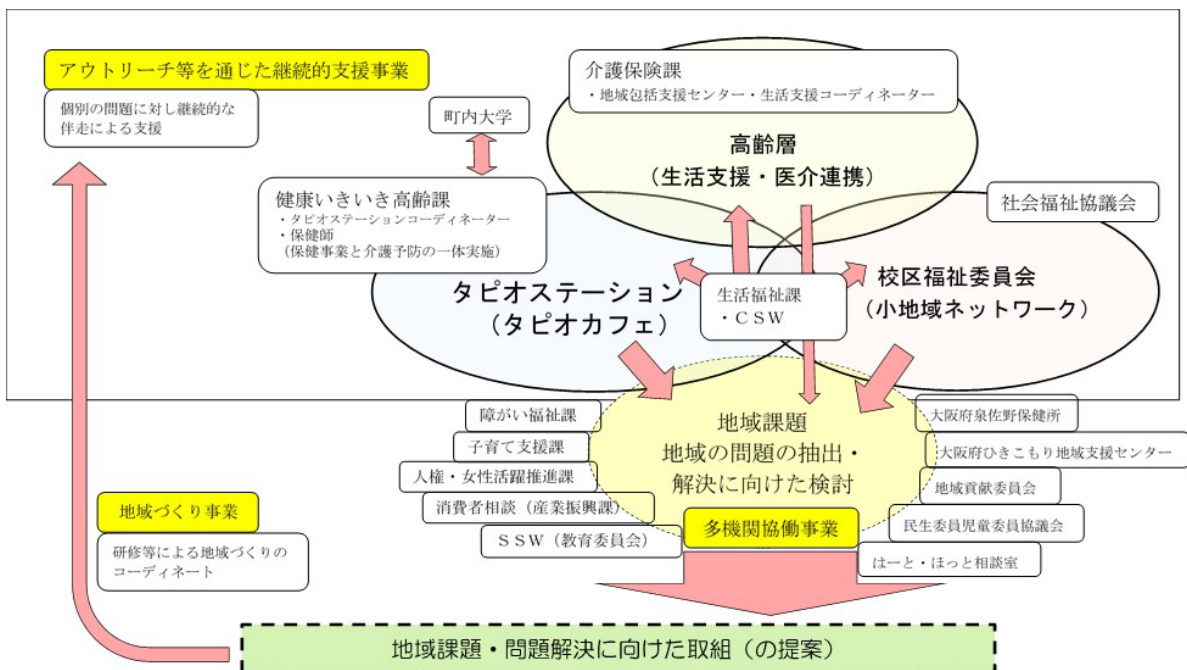 アウトリーチ等を通じた継続的支援事業
個別の問題に対し継続的な
伴走による支援
町内大学
介護保険課
・地域包括支援センター・生活支援コーディネーター
高齢層
（生活支援・医介連携）
健康いきいき高齢課
・タピオステーションコーディネーター
・保健師
（保健事業と介護予防の一体実施）
社会福祉協議会
タピオステーション
（タピオカフェ）
生活福祉課
・ＣＳＷ
校区福祉委員会
（小地域ネットワーク）
地域課題
地域の問題の抽出・
解決に向けた検討
多機関協働事業
障がい福祉課
子育て支援課
人権・女性活躍推進課
消費者相談（産業振興課）
ＳＳＷ（教育委員会）
大阪府泉佐野保健所
大阪府ひきこもり地域支援センター
地域貢献委員会
民生委員児童委員協議会
はーと・ほっと相談室
地域づくり事業
研修等による地域づくりの
コーディネート
地域課題・問題解決に向けた取組（の提案）